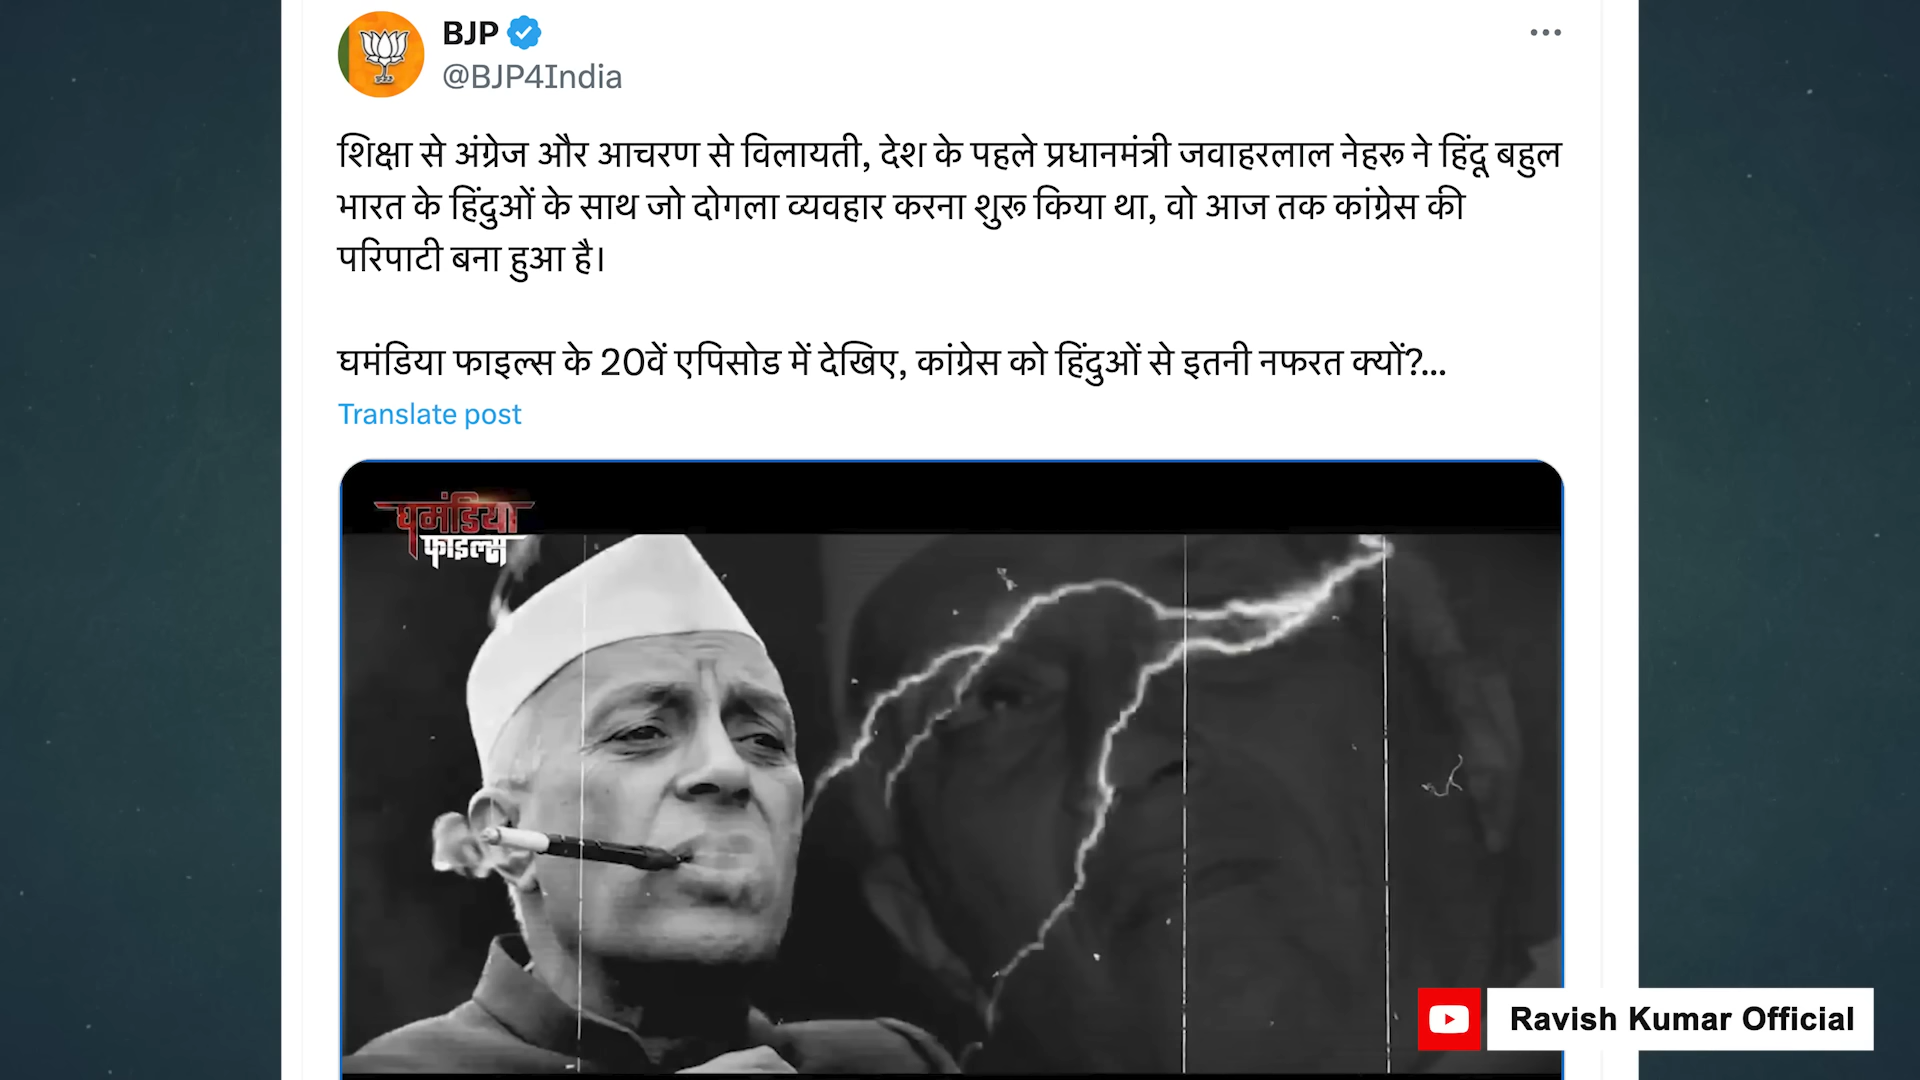 BJP
@BJP4India
शिक्षा से अंग्रेज और आचरण से विलायती, देश के पहले प्रधानमंत्री जवाहरलाल नेहरू ने हिंदू बहुल
भारत के हिंदुओं के साथ जो दोगला व्यवहार करना शुरू किया था, वो आज तक कांग्रेस की
परिपाटी बना हुआ है।
घमंडिया फाइल्स के 20वें एपिसोड में देखिए, कांग्रेस को हिंदुओं से इतनी नफरत क्यों?...
Translate post
घमंडिया
फाइल्स
Ravish Kumar Official